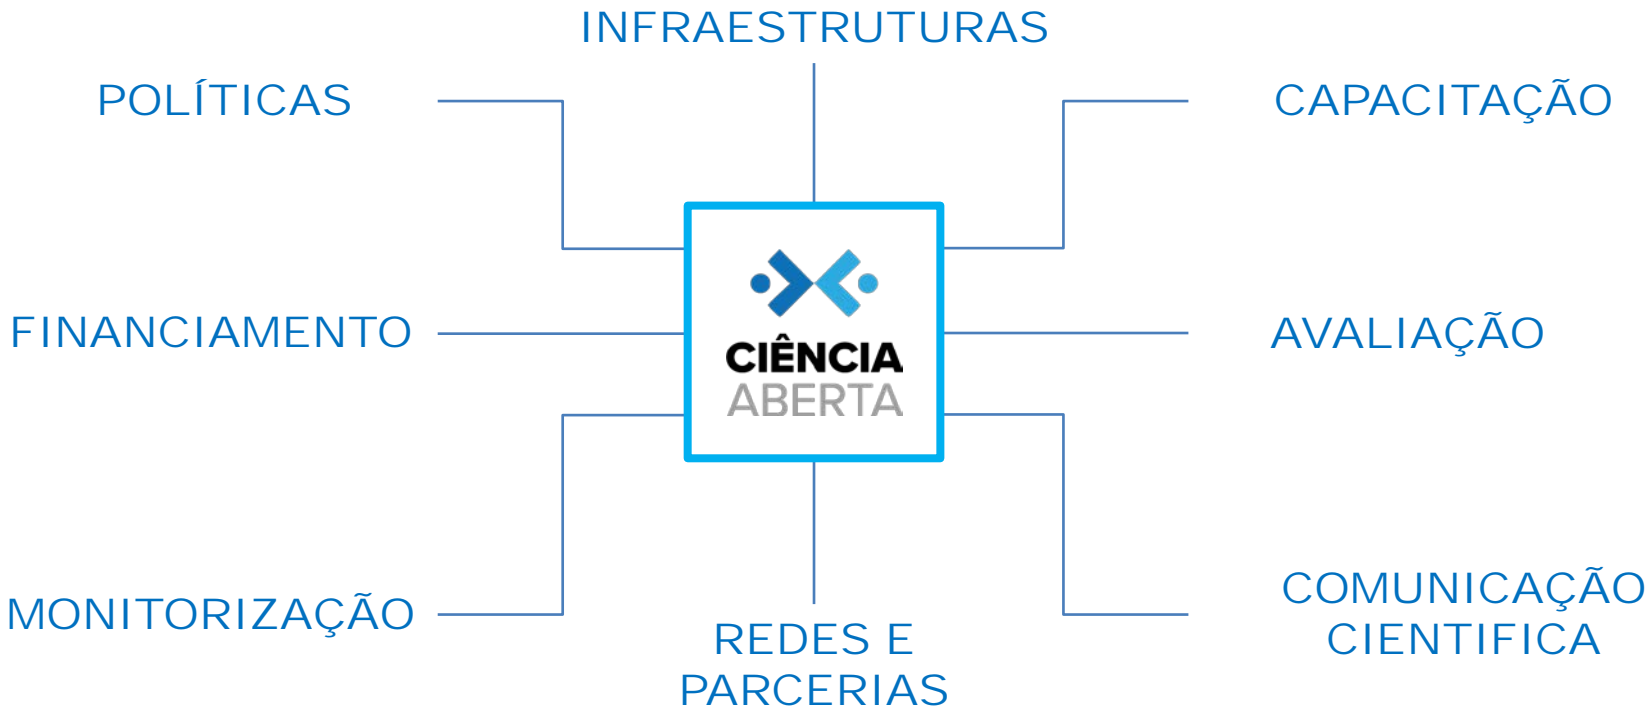 INFRAESTRUTURAS
POLÍTICAS
CAPACITAÇÃO
FINANCIAMENTO
CIÊNCIA
ABERTA
AVALIAÇÃO
MONITORIZAÇÃO
REDES E
PARCERIAS
COMUNICAÇÃO
CIENTIFICA